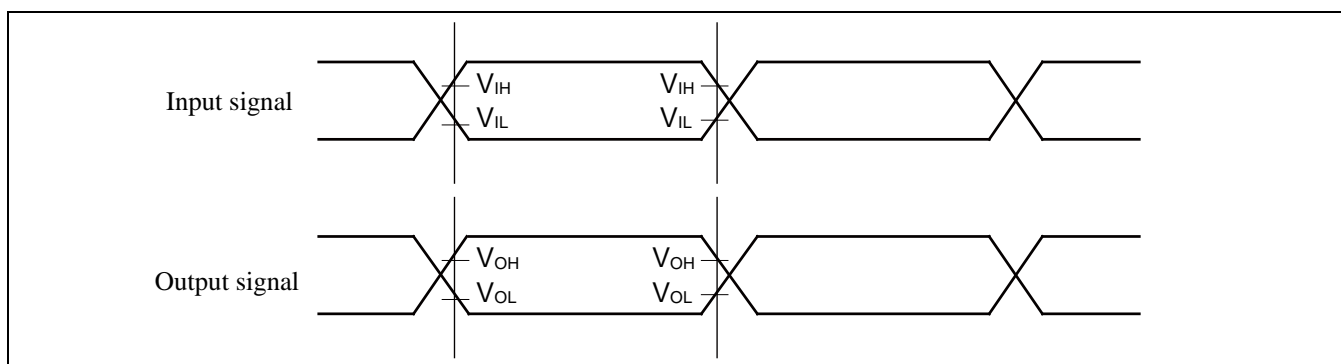 Input signal
VIH VIH
VIL VIL
Output signal
VOH VOH
VOL VOL